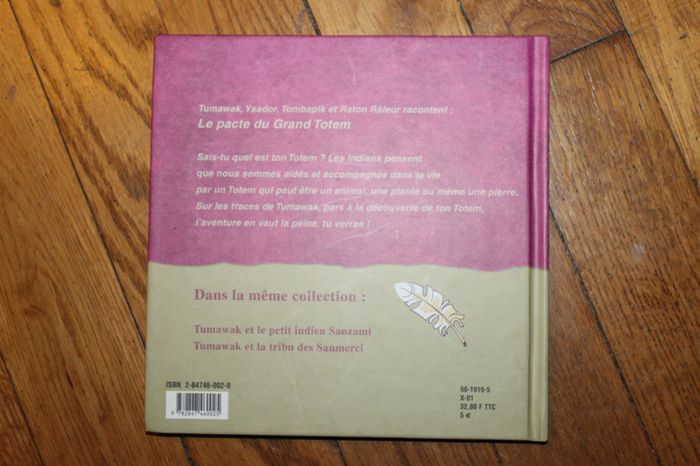 Tumawak, Ysador, Tombapik et Raton Râleur racontent :
Le pacte du Grand Totem
Sais-tu quel est ton Totem ? Les Indiens pensent
que nous sommes aidés et accompagnés dans la vie
par un Totem qui peut être un animal, une plante ou même une pierre.
Sur les traces de Tumawak, pars à la découverte de ton Totem,
l'aventure en vaut la peine, tu verras !
Dans la même collection :
Tumawak et le petit indien Sanzami
Tumawak et la tribu des Sanmerci
ISBN 2-84746-002-0
9 782847 460025
50-1919-5
X-01
32,80 F TTC
5 €